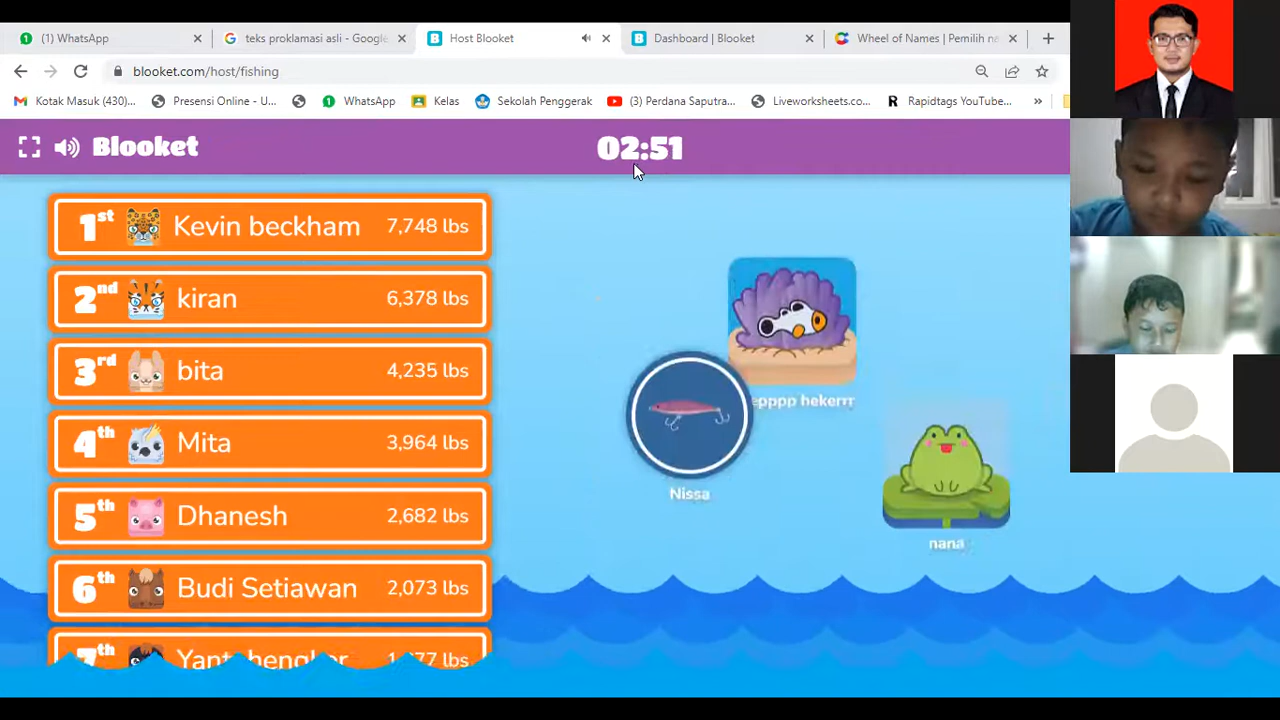 (1) WhatsApp
teks proklamasi asli - Google
Host Blooket
Dashboard | Blooket
Wheel of Names | Pemilih na
blooket.com/host/fishing
Kotak Masuk (430)...
Presensi Online - U...
WhatsApp
Kelas
Sekolah Penggerak
(3) Perdana Saputra...
Liveworksheets.co...
Rapidtags YouTube...
Blooket
02:51
1st Kevin beckham 7,748 lbs
2nd kiran 6,378 lbs
3rd bita 4,235 lbs
4th Mita 3,964 lbs
5th Dhanesh 2,682 lbs
6th Budi Setiawan 2,073 lbs
7th lbs
epppp hekerrr
Nissa
nana